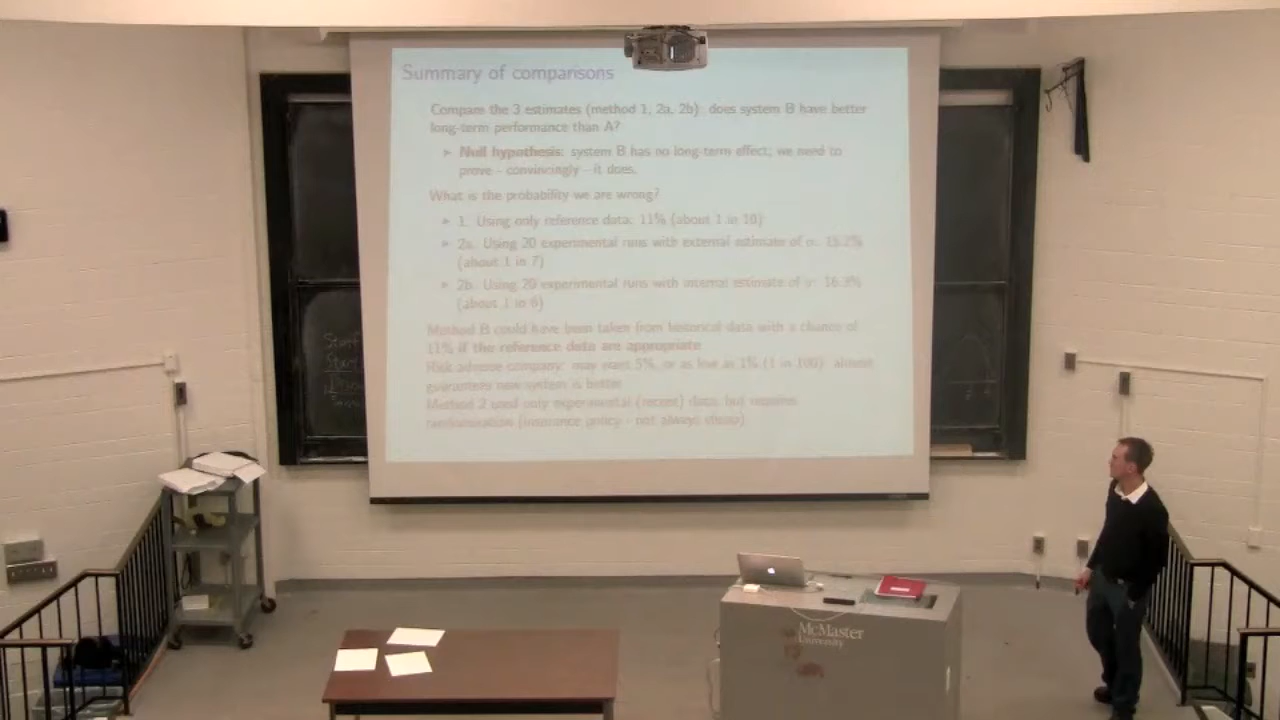 Summary of comparisons
Compare the 3 estimates (method 1, 2a, 2b): does system B have better
long-term performance than A?
Null hypothesis: system B has no long-term effect; we need to
prove - convincingly - it does.
What is the probability we are wrong?
1. Using only reference data: 11% (about 1 in 10)
2a. Using 20 experimental runs with external estimate of σ: 15.2%
(about 1 in 7)
2b. Using 20 experimental runs with internal estimate of σ: 16.3%
(about 1 in 6)
Method B could have been taken from historical data with a chance of
11% if the reference data are appropriate
Risk adverse company: may want 5%, or as low as 1% (1 in 100): almost
guarantees new system is better
Method 2 used only experimental (recent) data, but requires
randomisation (insurance policy - not always cheap)
McMaster
University